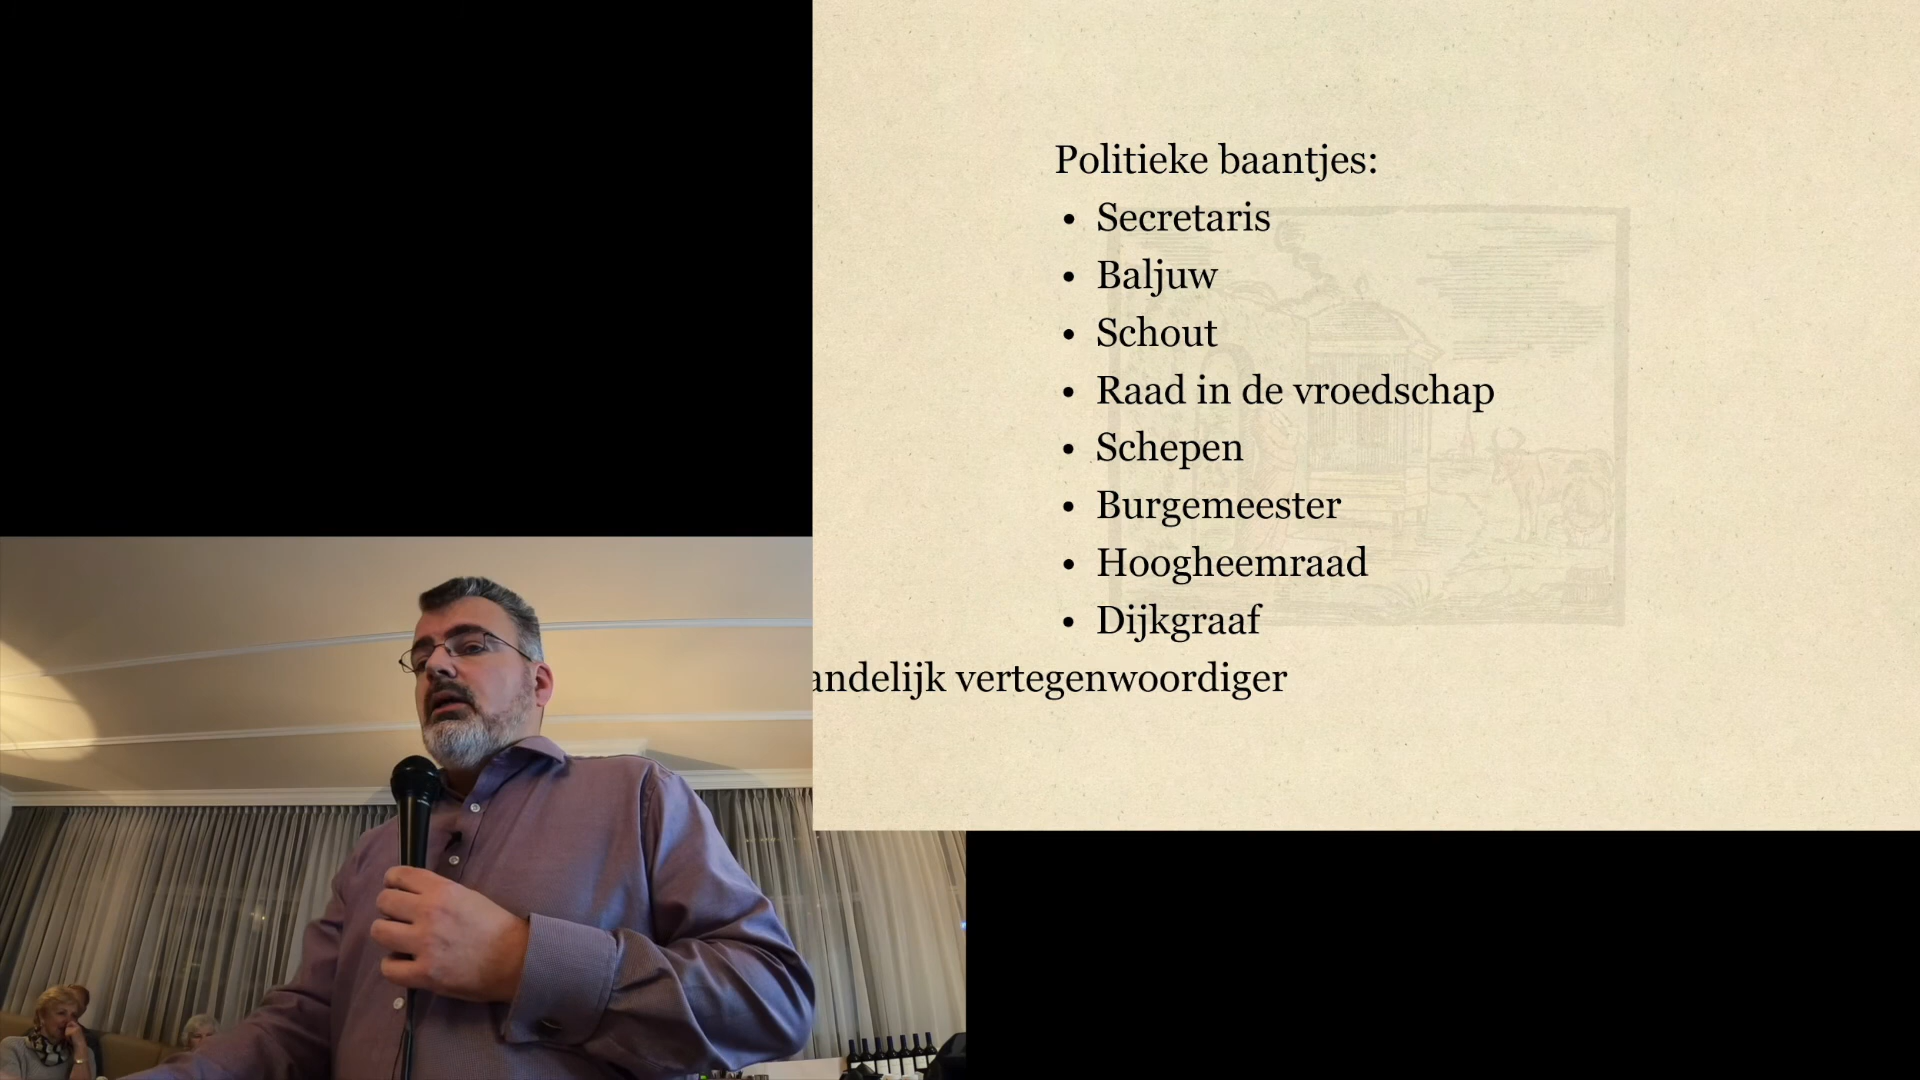 Politieke baantjes:
• Secretaris
• Baljuw
• Schout
• Raad in de vroedschap
• Schepen
• Burgemeester
• Hoogheemraad
• Dijkgraaf
andelijk vertegenwoordiger